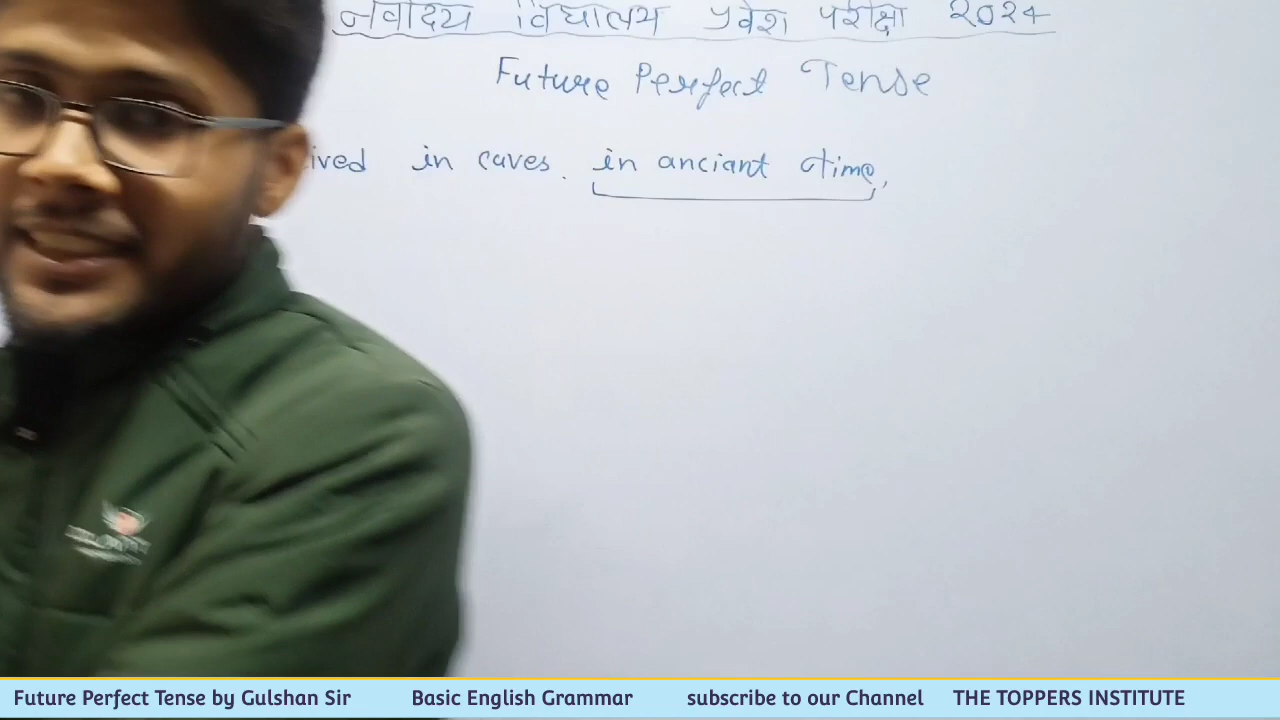 नवोदय विद्यालय प्रवेश परीक्षा २०२४
Future Perfect Tense
ived in caves. in anciant time,
Future Perfect Tense by Gulshan Sir Basic English Grammar subscribe to our Channel THE TOPPERS INSTITUTE